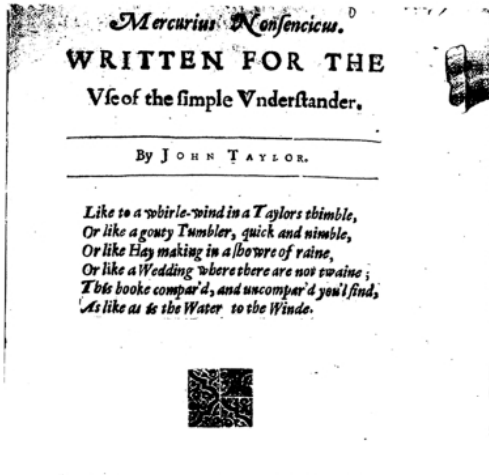 D
Mercurius Nonſencicus.
WRITTEN FOR THE
Vſe of the ſimple Vnderſtander.
By JOHN TAYLOR.
Like to a whirle-wind in a Taylors thimble,
Or like a gouty Tumbler, quick and nimble,
Or like Hay making in a ſhowre of raine,
Or like a Wedding where there are not twaine;
This booke compar'd, and uncompar'd you'l find,
As like as is the Water to the Winde.